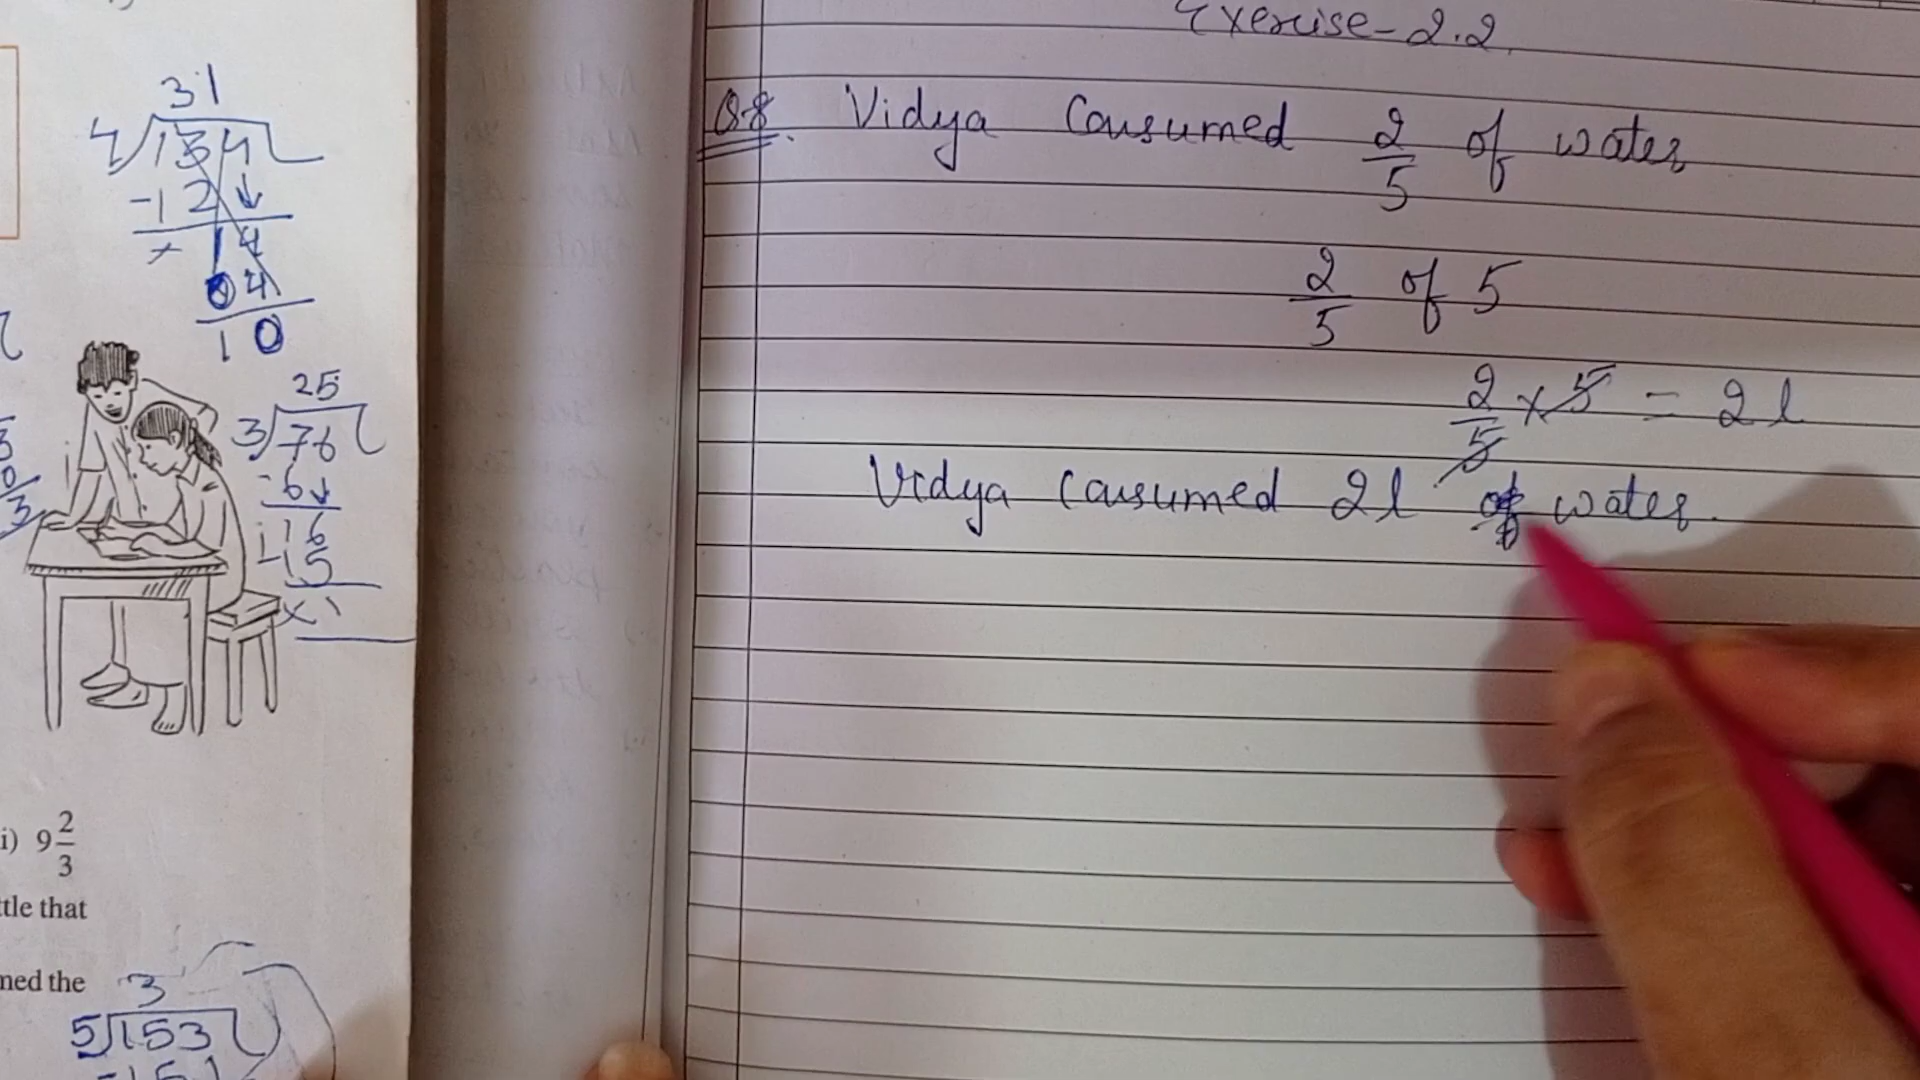 Exercise-2.2
Q.8. Vidya Consumed 2/5 of water
2/5 of 5
2/5 × 5 = 2l
Vidya Consumed 2l of water.
31
4 134
-12
14
04
10
25
3 76
-6
16
-15
×1
i) 9 2/3
tle that
med the
3
5 153